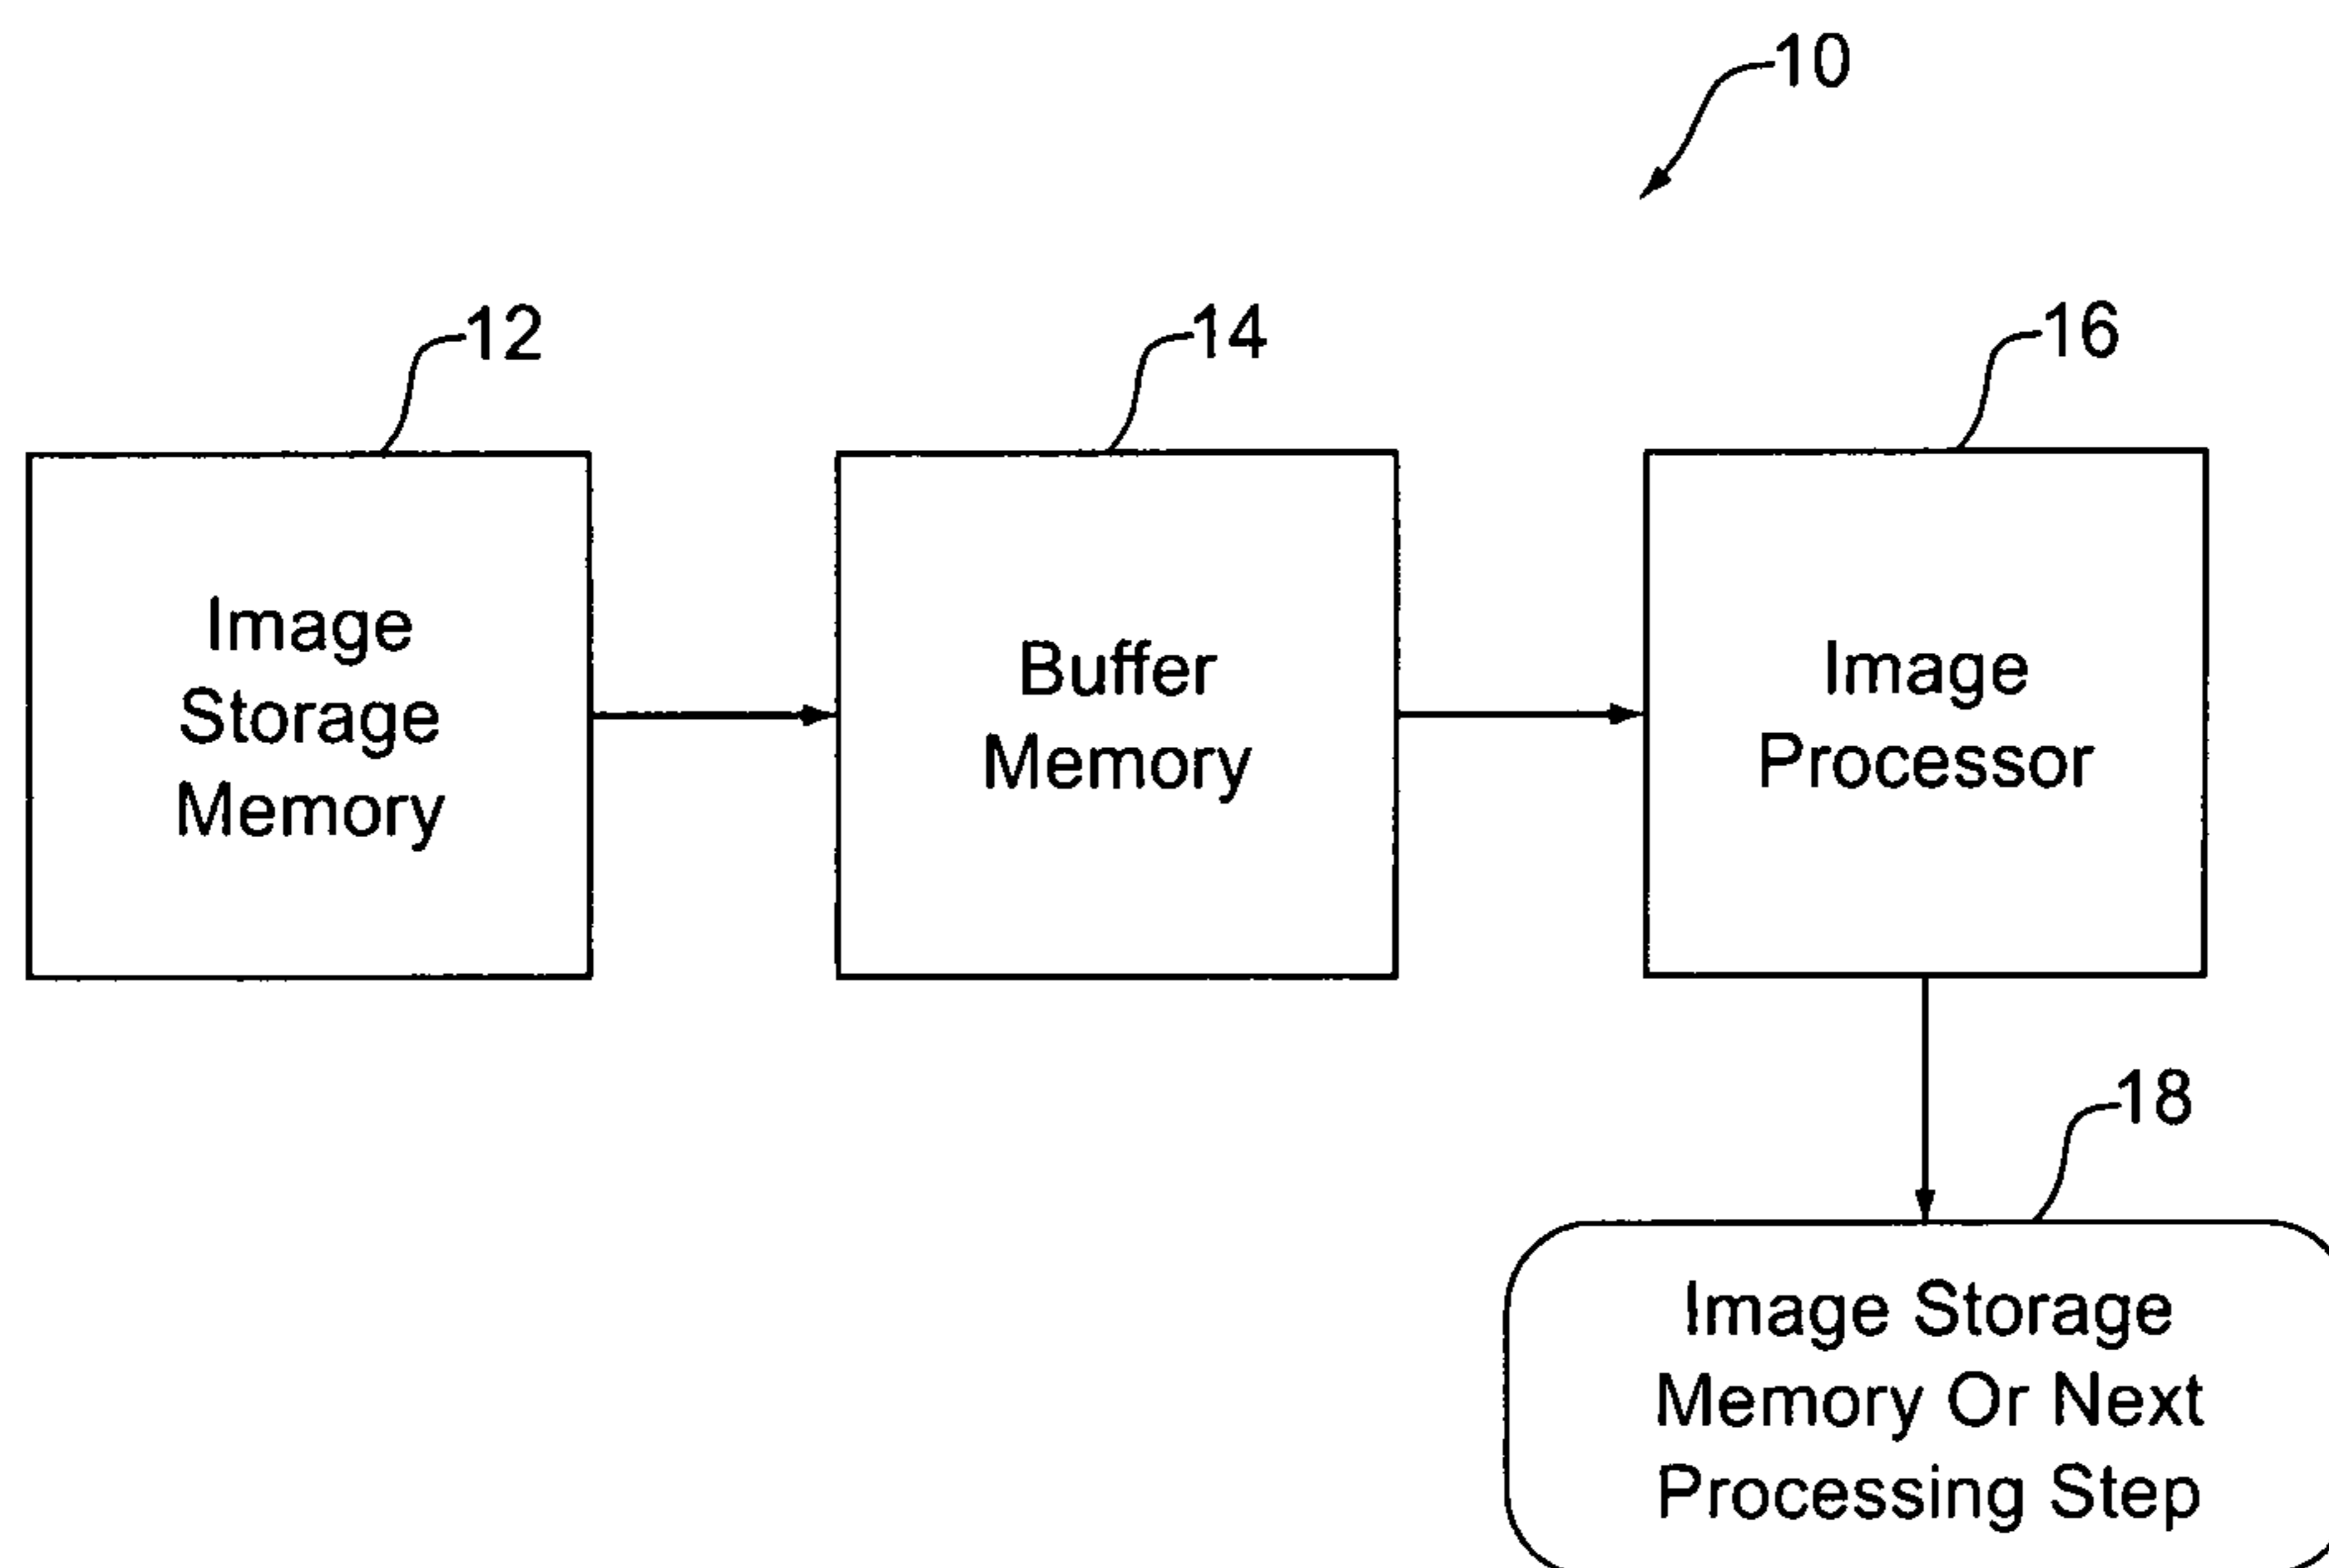 10
12
14
16
Image
Storage
Memory
Buffer
Memory
Image
Processor
18
Image Storage
Memory Or Next
Processing Step